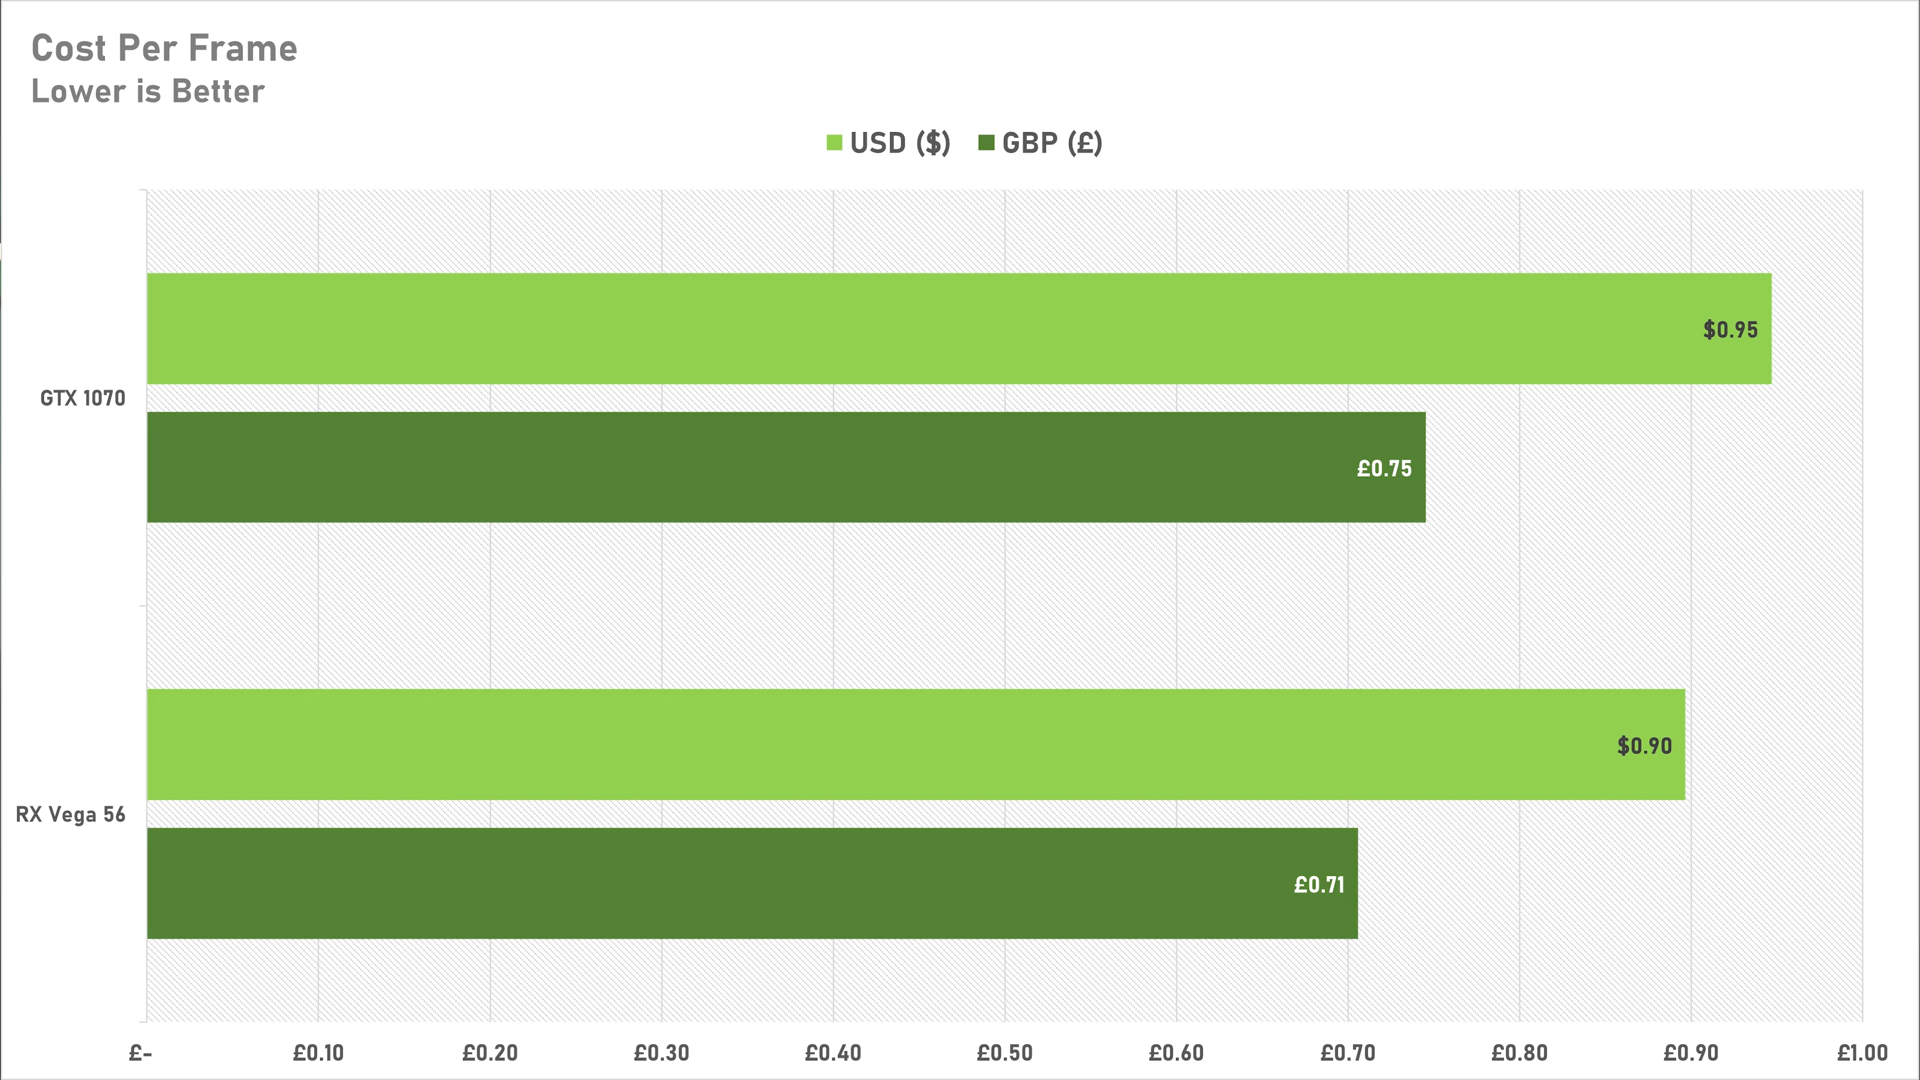 Cost Per Frame
Lower is Better
USD ($) GBP (£)
$0.95
GTX 1070
£0.75
$0.90
RX Vega 56
£0.71
£- £0.10 £0.20 £0.30 £0.40 £0.50 £0.60 £0.70 £0.80 £0.90 £1.00